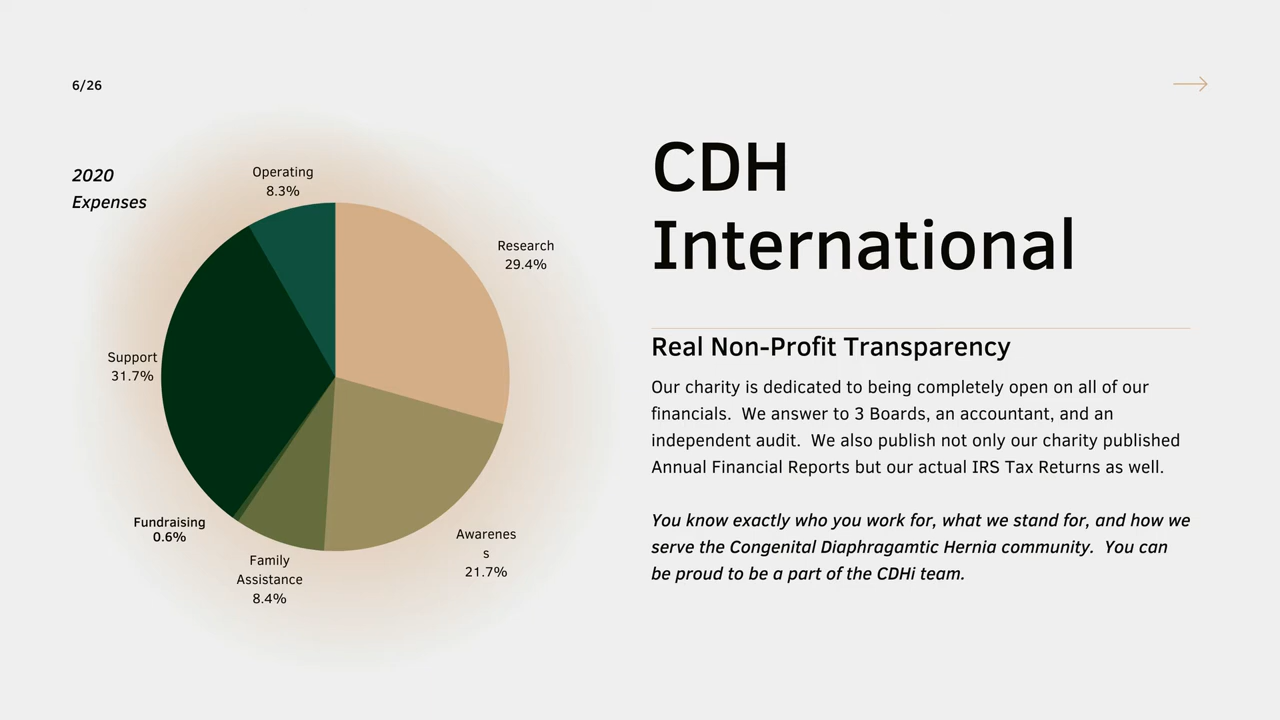 6/26
2020
Expenses
Operating
8.3%
Research
29.4%
Support
31.7%
Fundraising
0.6%
Family
Assistance
8.4%
Awarenes
s
21.7%
CDH
International
Real Non-Profit Transparency
Our charity is dedicated to being completely open on all of our
financials.  We answer to 3 Boards, an accountant, and an
independent audit.  We also publish not only our charity published
Annual Financial Reports but our actual IRS Tax Returns as well.
You know exactly who you work for, what we stand for, and how we
serve the Congenital Diaphragamtic Hernia community.  You can
be proud to be a part of the CDHi team.